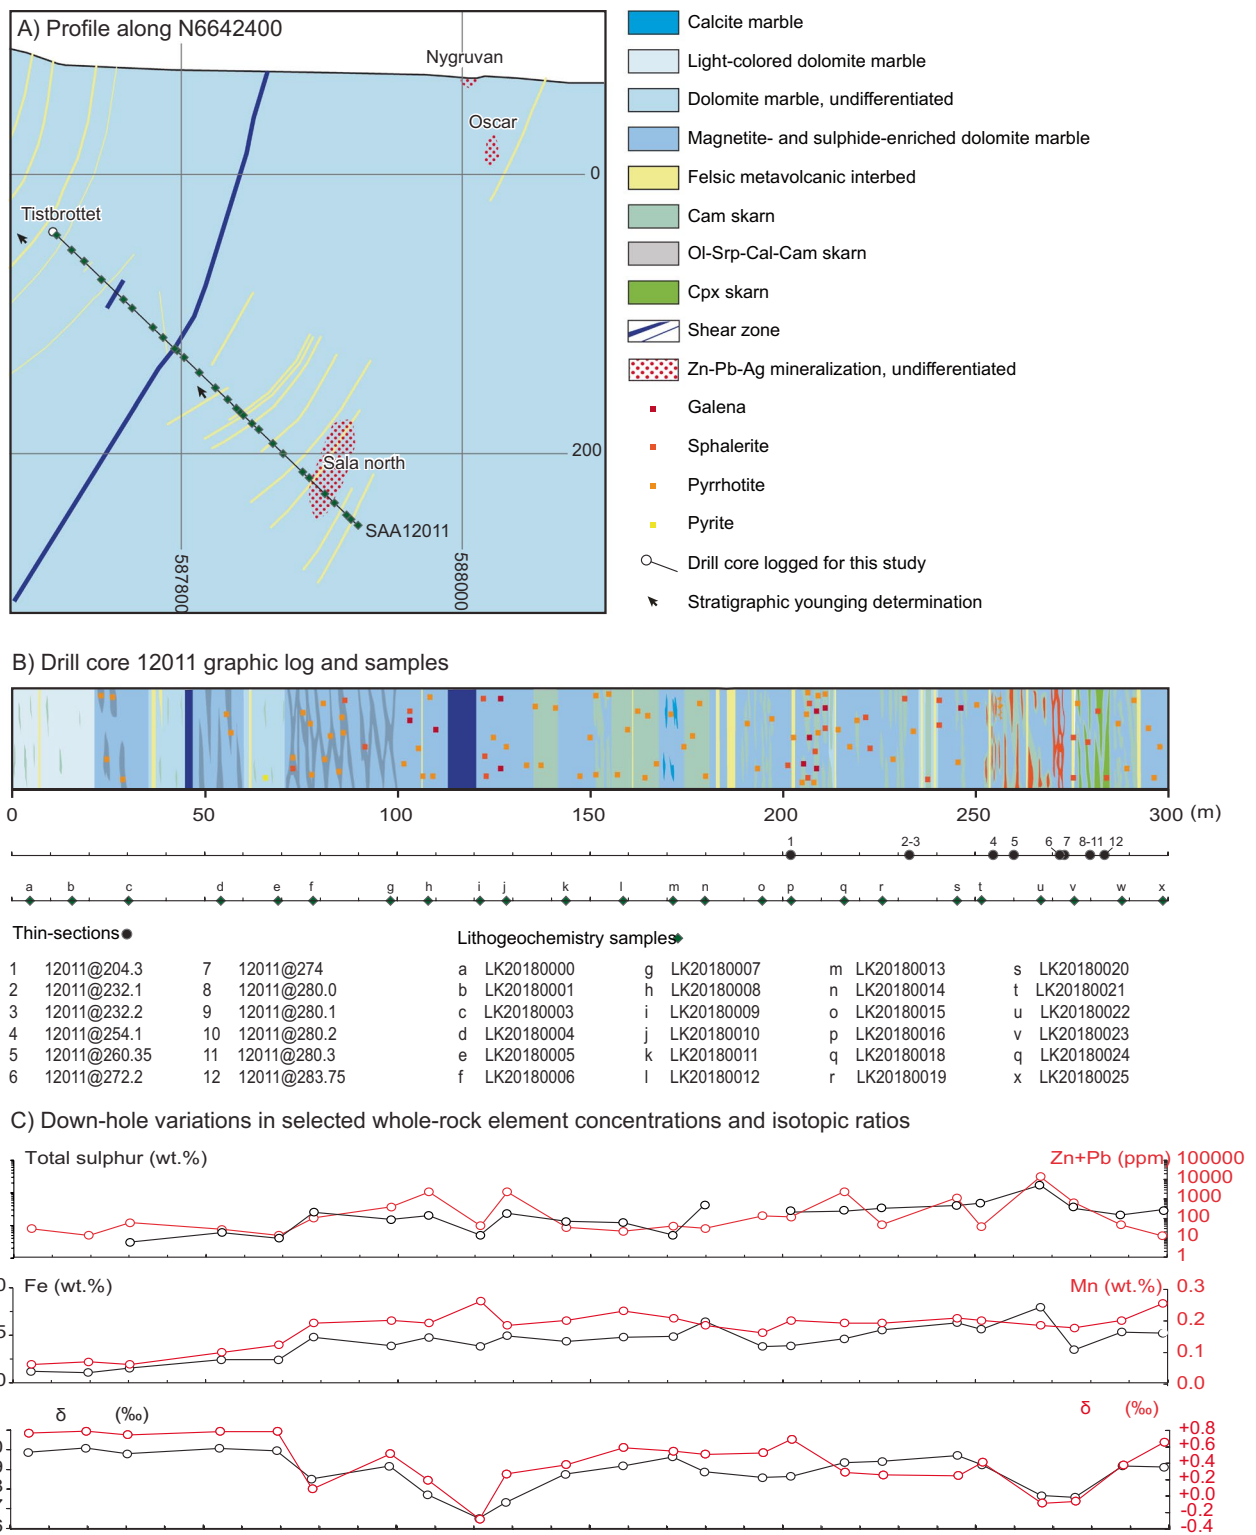 A) Profile along N6642400
Nygruvan
Oscar
0
Tistbrottet
200
Sala north
SAA12011
587800
588000
Calcite marble
Light-colored dolomite marble
Dolomite marble, undifferentiated
Magnetite- and sulphide-enriched dolomite marble
Felsic metavolcanic interbed
Cam skarn
Ol-Srp-Cal-Cam skarn
Cpx skarn
Shear zone
Zn-Pb-Ag mineralization, undifferentiated
Galena
Sphalerite
Pyrrhotite
Pyrite
Drill core logged for this study
Stratigraphic younging determination
B) Drill core 12011 graphic log and samples
0 50 100 150 200 250 300 (m)
1 2-3 4 5 6 7 8-11 12
a b c d e f g h i j k l m n o p q r s t u v w x
Thin-sections
1 12011@204.3 7 12011@274
2 12011@232.1 8 12011@280.0
3 12011@232.2 9 12011@280.1
4 12011@254.1 10 12011@280.2
5 12011@260.35 11 12011@280.3
6 12011@272.2 12 12011@283.75
Lithogeochemistry samples
a LK20180000 g LK20180007 m LK20180013 s LK20180020
b LK20180001 h LK20180008 n LK20180014 t LK20180021
c LK20180003 i LK20180009 o LK20180015 u LK20180022
d LK20180004 j LK20180010 p LK20180016 v LK20180023
e LK20180005 k LK20180011 q LK20180018 q LK20180024
f LK20180006 l LK20180012 r LK20180019 x LK20180025
C) Down-hole variations in selected whole-rock element concentrations and isotopic ratios
Total sulphur (wt.%) Zn+Pb (ppm) 100000
10000
1000
100
10
1
Fe (wt.%) Mn (wt.%) 0.3
5 0.2
0.1
0.0
δ (‰) δ (‰) +0.8
+0.6
+0.4
+0.2
+0.0
-0.2
-0.4